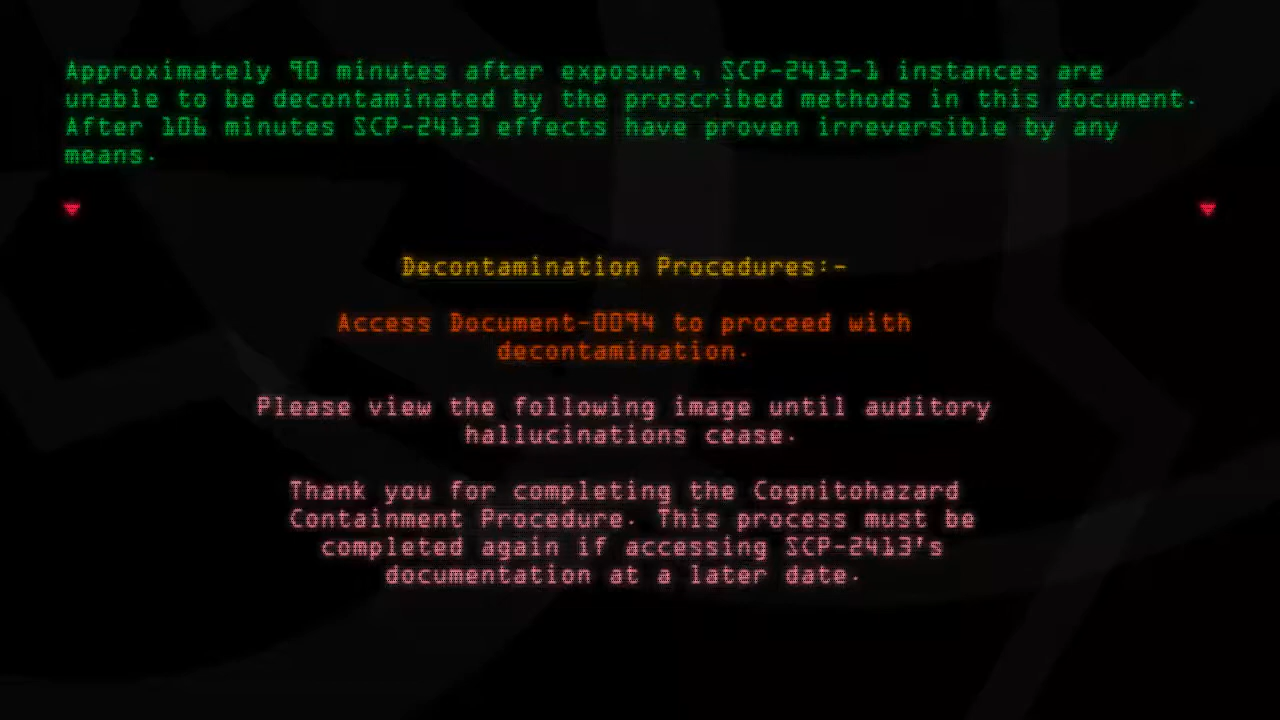 Approximately 90 minutes after exposure, SCP-2413-1 instances are
unable to be decontaminated by the proscribed methods in this document.
After 106 minutes SCP-2413 effects have proven irreversible by any
means.
Decontamination Procedures:-
Access Document-0094 to proceed with
decontamination.
Please view the following image until auditory
hallucinations cease.
Thank you for completing the Cognitohazard
Containment Procedure. This process must be
completed again if accessing SCP-2413's
documentation at a later date.